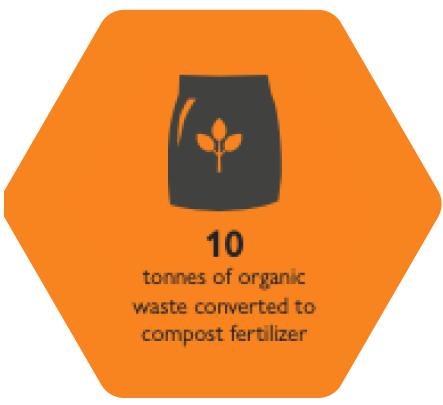 10
tonnes of organic
waste converted to
compost fertilizer